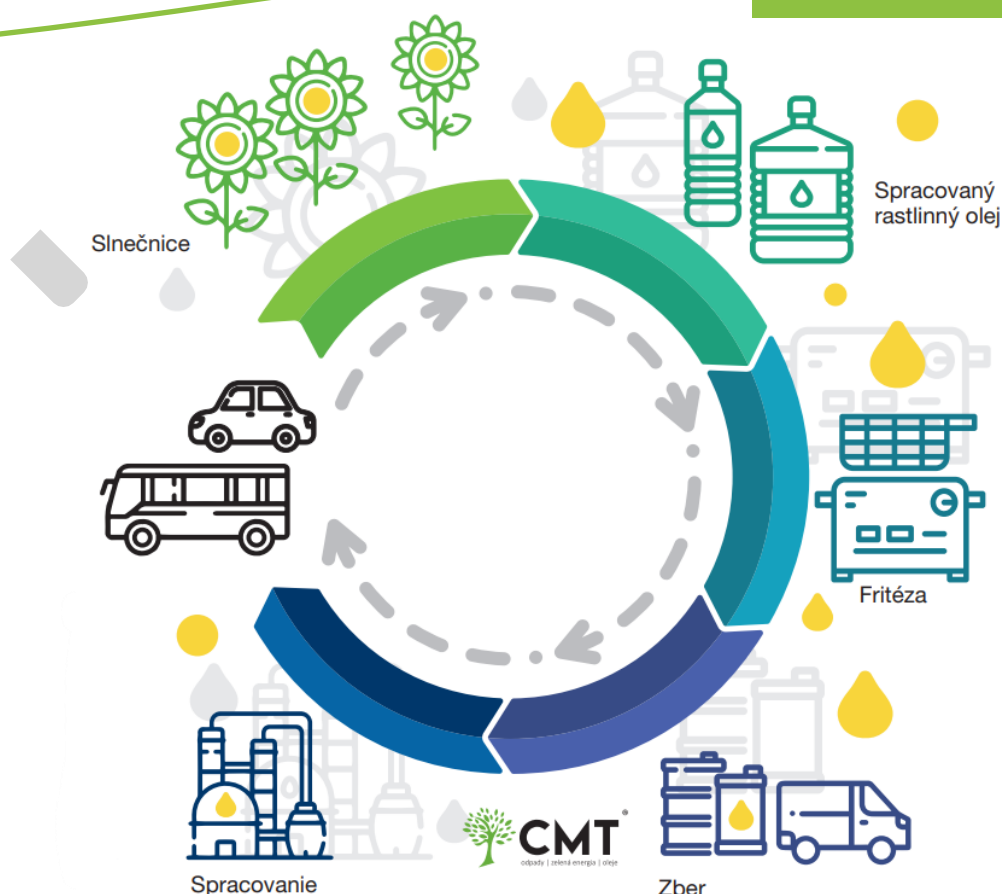 Slnečnice
Spracovaný
rastlinný olej
Fritéza
Zber
Spracovanie
CMT®
odpady | zelená energia | oleje